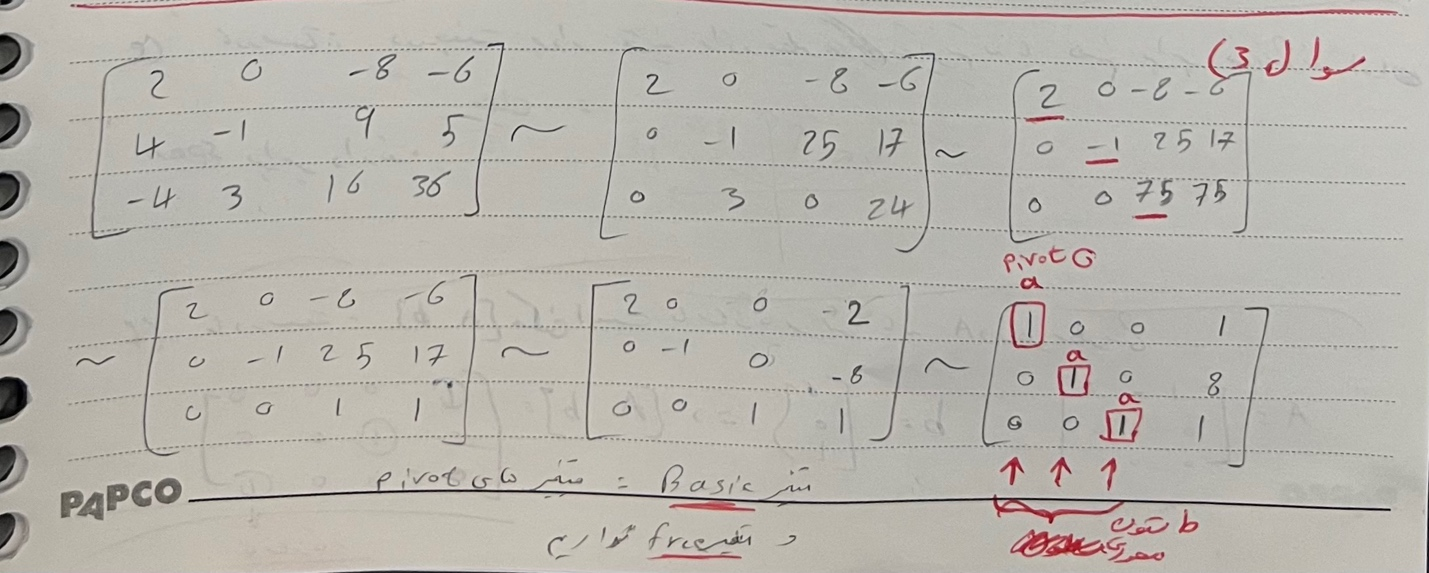 سوال 3)
2 0 -8 -6 2 0 -8 -6 2 0 -8 -6
4 -1 9 5 ~ 0 -1 25 17 ~ 0 -1 25 17
-4 3 16 36 0 3 0 24 0 0 75 75
pivot
a
2 0 -8 -6 2 0 0 -2 1 0 0 1
a
~ 0 -1 25 17 ~ 0 -1 0 -8 ~ 0 1 0 8
a
0 0 1 1 0 0 1 1 0 0 1 1
↑ ↑ ↑
متغیر Basic = متغیر های pivot
PAPCO
b ستون
و متغیر free نداریم